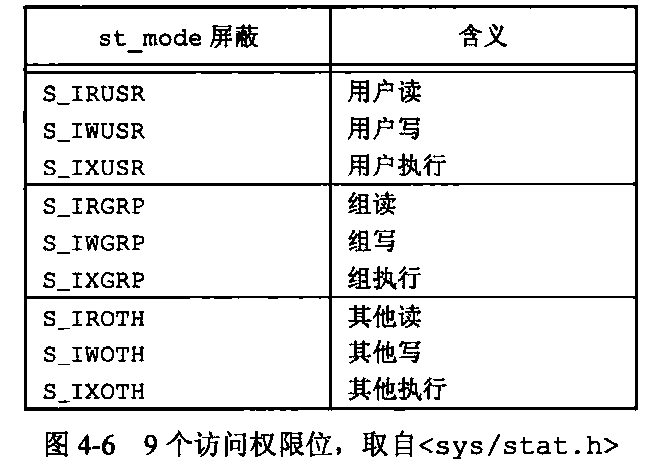 st_mode 屏蔽 含义
S_IRUSR 用户读
S_IWUSR 用户写
S_IXUSR 用户执行
S_IRGRP 组读
S_IWGRP 组写
S_IXGRP 组执行
S_IROTH 其他读
S_IWOTH 其他写
S_IXOTH 其他执行
图 4-6 9 个访问权限位，取自<sys/stat.h>